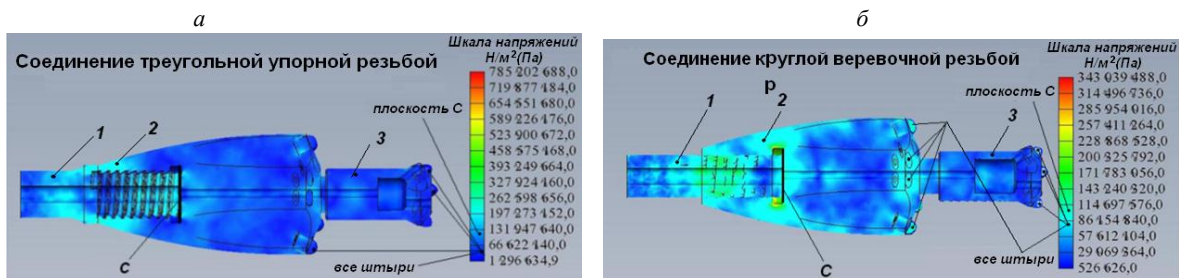 а
б
Соединение треугольной упорной резьбой
Шкала напряжений
Н/м²(Па)
785 202 688,0
719 877 484,0
654 551 680,0
589 226 476,0
523 900 672,0
458 575 468,0
393 249 664,0
327 924 460,0
262 598 656,0
197 273 452,0
131 947 640,0
66 622 440,0
1 296 634,9
плоскость С
1
2
3
С
все штыри
Соединение круглой веревочной резьбой
р
Шкала напряжений
Н/м²(Па)
343 039 488,0
314 496 736,0
285 954 016,0
257 411 264,0
228 868 528,0
200 325 792,0
171 783 056,0
143 240 320,0
114 697 576,0
86 154 840,0
57 612 104,0
29 069 364,0
526 626,0
плоскость С
1
2
3
С
все штыри